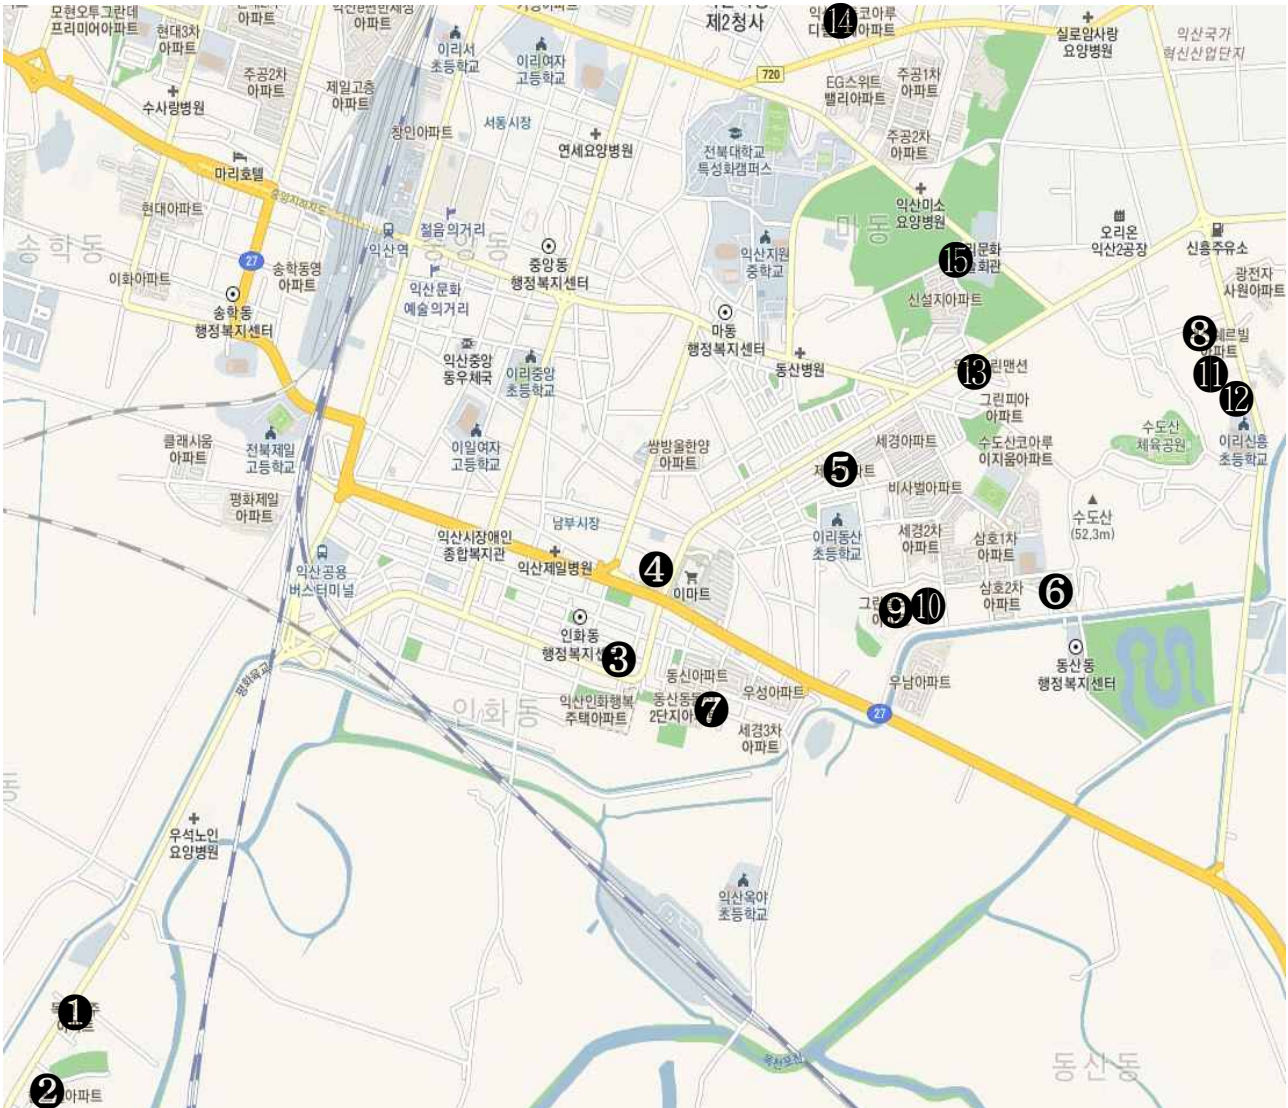 모현오투그란데
프리미어아파트
현대3차
아파트
주공2차
아파트
제일고층
아파트
수사랑병원
마리호텔
현대아파트
송학동
이화아파트
27
송학동영
아파트
송학동
행정복지센터
창인아파트
이리서
초등학교
이리여자
고등학교
서동시장
연세요양병원
젊음의거리
중앙동
익산역
익산문화
예술의거리
중앙동
행정복지센터
익산중앙
동우체국
이리중앙
초등학교
이일여자
고등학교
전북제일
고등학교
클래시움
아파트
평화제일
아파트
제2청사
14
720
EG스위트
밸리아파트
주공1차
아파트
주공2차
아파트
실로암사랑
요양병원
익산국가
혁신산업단지
전북대학교
특성화캠퍼스
익산미소
요양병원
마동
익산지원
중학교
15
신설지아파트
오리온
익산2공장
신흥주유소
광전자
사원아파트
마동
행정복지센터
동산병원
8
아파트
11
12
13
그린피아
아파트
세경아파트
수도산코아루
이지움아파트
수도산
체육공원
이리신흥
초등학교
쌍방울한양
아파트
5
비사벌아파트
수도산
(52.3m)
남부시장
익산시장애인
종합복지관
익산제일병원
익산공용
버스터미널
4
이마트
이리동산
초등학교
세경2차
아파트
삼호1차
아파트
삼호2차
아파트
6
9
10
인화동
행정복지센터
3
동산동
행정복지센터
평화육교
인화동
익산인화행복
주택아파트
동신아파트
7
우성아파트
세경3차
아파트
우남아파트
27
우석노인
요양병원
익산옥야
초등학교
1
2
동산동